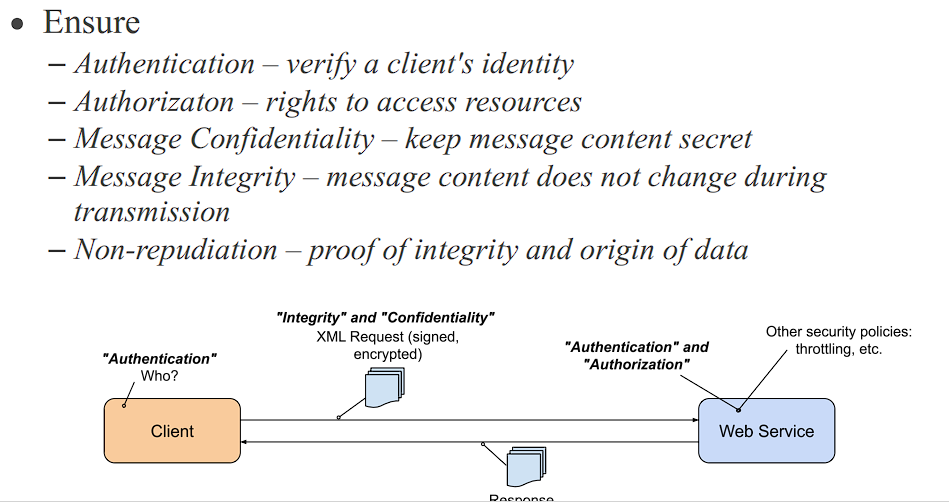 • Ensure
– Authentication – verify a client's identity
– Authorizaton – rights to access resources
– Message Confidentiality – keep message content secret
– Message Integrity – message content does not change during
transmission
– Non-repudiation – proof of integrity and origin of data
"Integrity" and "Confidentiality"
XML Request (signed,
encrypted)
"Authentication"
Who?
"Authentication" and
"Authorization"
Other security policies:
throttling, etc.
Client
Web Service
Response